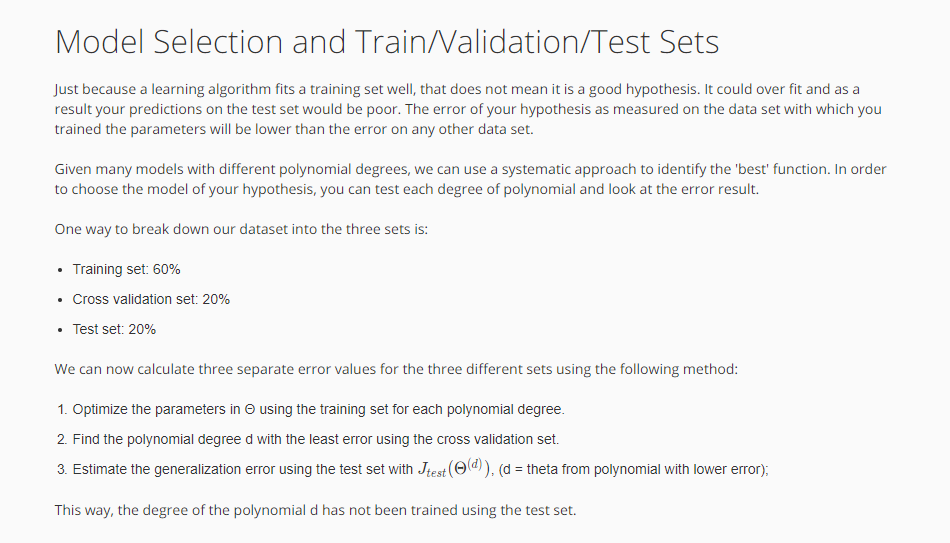 Model Selection and Train/Validation/Test Sets
Just because a learning algorithm fits a training set well, that does not mean it is a good hypothesis. It could over fit and as a
result your predictions on the test set would be poor. The error of your hypothesis as measured on the data set with which you
trained the parameters will be lower than the error on any other data set.
Given many models with different polynomial degrees, we can use a systematic approach to identify the 'best' function. In order
to choose the model of your hypothesis, you can test each degree of polynomial and look at the error result.
One way to break down our dataset into the three sets is:
• Training set: 60%
• Cross validation set: 20%
• Test set: 20%
We can now calculate three separate error values for the three different sets using the following method:
1. Optimize the parameters in Θ using the training set for each polynomial degree.
2. Find the polynomial degree d with the least error using the cross validation set.
3. Estimate the generalization error using the test set with J_{test}(Θ^{(d)}), (d = theta from polynomial with lower error);
This way, the degree of the polynomial d has not been trained using the test set.